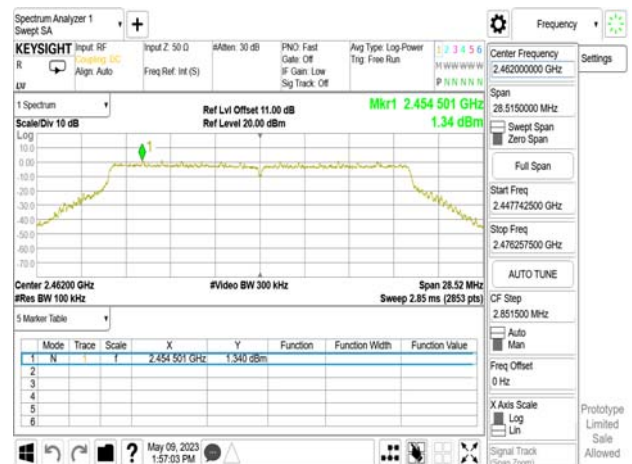 Spectrum Analyzer 1
Swept SA
Frequency
KEYSIGHT
R
Input: RF
Coupling: DC
Align: Auto
Input Z: 50 Ω
Freq Ref: Int (S)
#Atten: 30 dB
PNO: Fast
Gate: Off
IF Gain: Low
Sig Track: Off
Avg Type: Log-Power
Trig: Free Run
1 2 3 4 5 6
M W W W W W
P N N N N N
1 Spectrum
Scale/Div 10 dB
Ref Lvl Offset 11.00 dB
Ref Level 20.00 dBm
Mkr1 2.454 501 GHz
1.34 dBm
Log
10.0
0.00
-10.0
-20.0
-30.0
-40.0
-50.0
-60.0
-70.0
1
Center 2.46200 GHz
#Res BW 100 kHz
#Video BW 300 kHz
Span 28.52 MHz
Sweep 2.85 ms (2853 pts)
5 Marker Table
Mode Trace Scale X Y Function Function Width Function Value
1 N 1 f 2.454 501 GHz 1.340 dBm
2
3
4
5
6
May 09, 2023
1:57:03 PM
Center Frequency
2.462000000 GHz
Settings
Span
28.5150000 MHz
Swept Span
Zero Span
Full Span
Start Freq
2.447742500 GHz
Stop Freq
2.476257500 GHz
AUTO TUNE
CF Step
2.851500 MHz
Auto
Man
Freq Offset
0 Hz
X Axis Scale
Log
Lin
Signal Track
(Span Zoom)
Prototype
Limited
Sale
Allowed